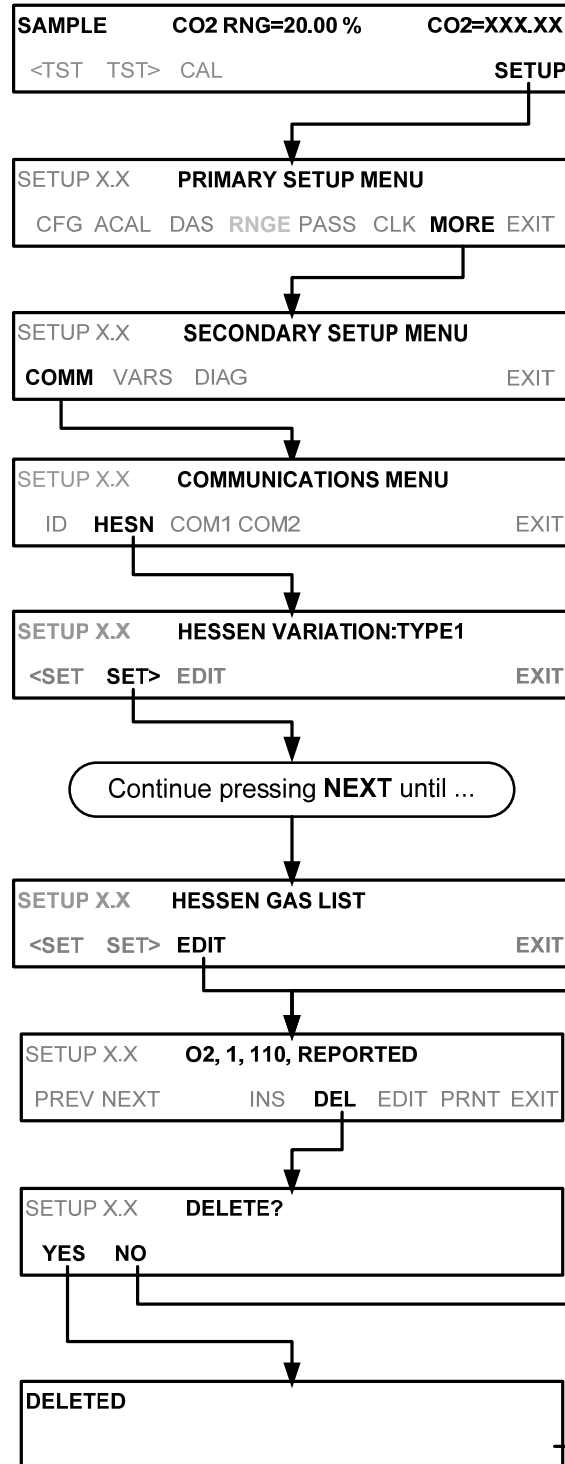 SAMPLE CO2 RNG=20.00 % CO2=XXX.XX
<TST TST> CAL SETUP
SETUP X.X PRIMARY SETUP MENU
CFG ACAL DAS RNGE PASS CLK MORE EXIT
SETUP X.X SECONDARY SETUP MENU
COMM VARS DIAG EXIT
SETUP X.X COMMUNICATIONS MENU
ID HESN COM1 COM2 EXIT
SETUP X.X HESSEN VARIATION:TYPE1
<SET SET> EDIT EXIT
Continue pressing NEXT until ...
SETUP X.X HESSEN GAS LIST
<SET SET> EDIT EXIT
SETUP X.X O2, 1, 110, REPORTED
PREV NEXT INS DEL EDIT PRNT EXIT
SETUP X.X DELETE?
YES NO
DELETED